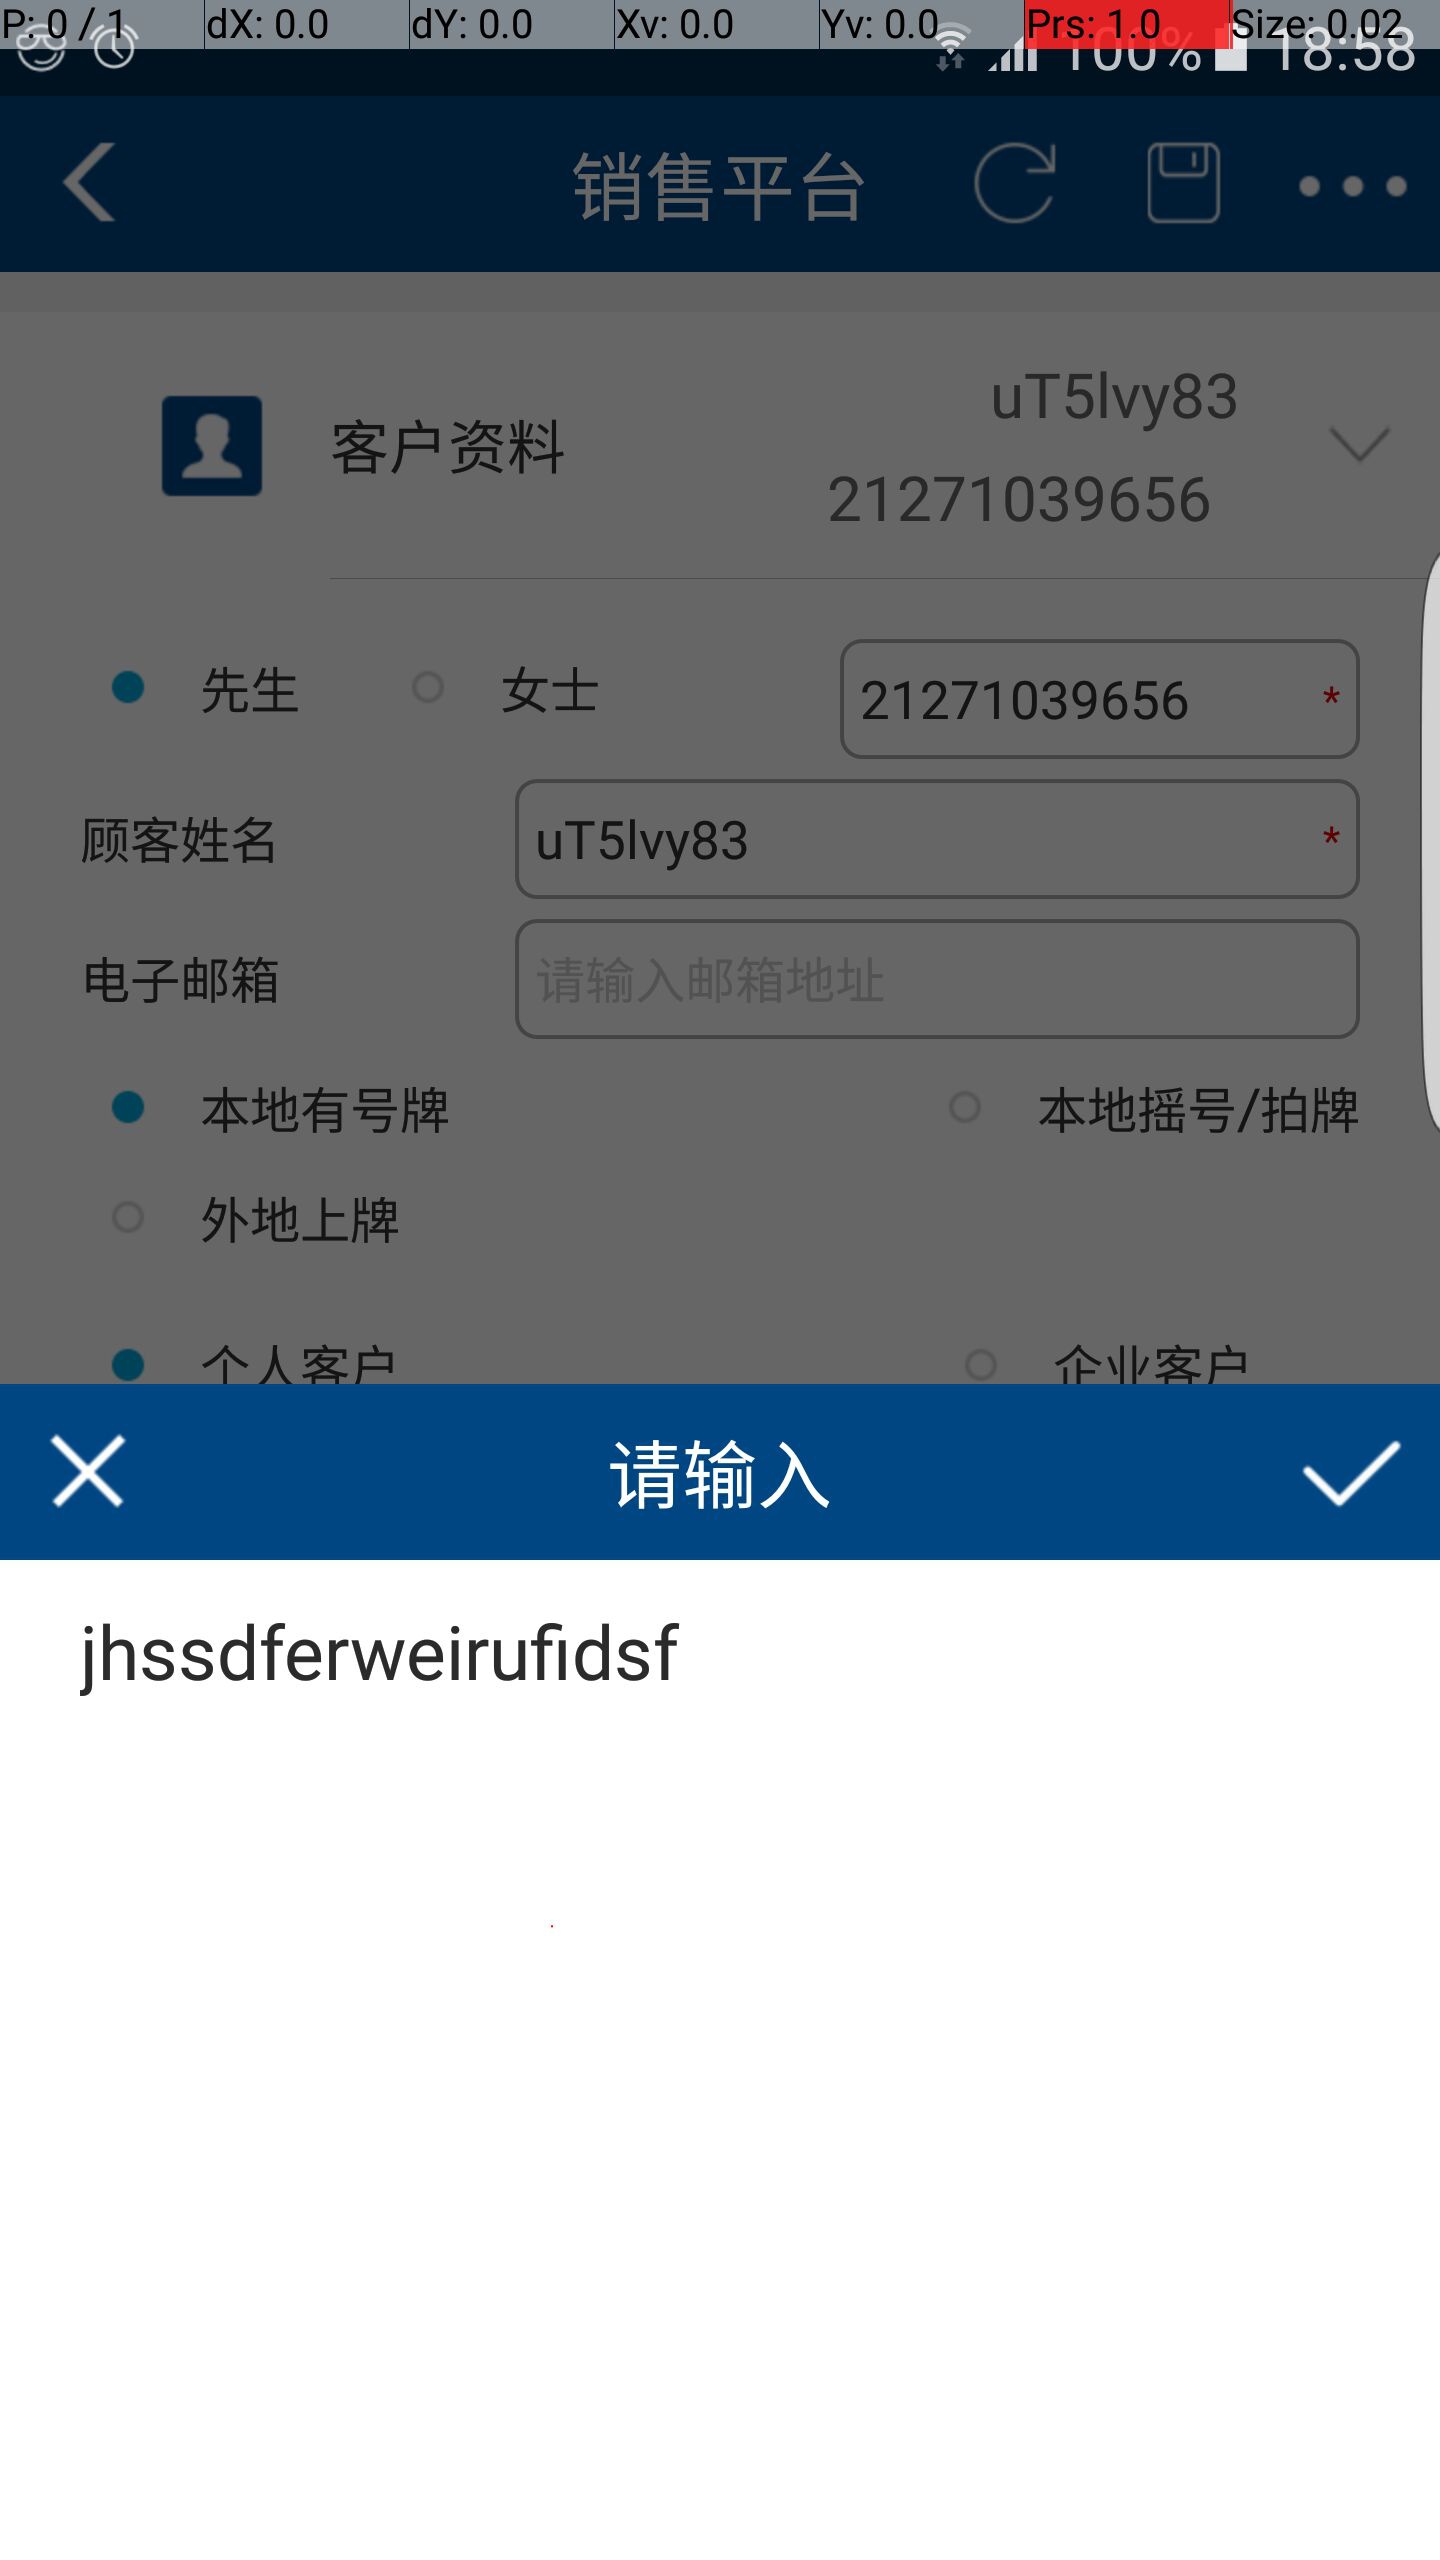 P: 0 / 1 dX: 0.0 dY: 0.0 Xv: 0.0 Yv: 0.0 Prs: 1.0 Size: 0.02
100% 18:58
销售平台
uT5lvy83
客户资料
21271039656
先生 女士 21271039656 *
顾客姓名 uT5lvy83 *
电子邮箱 请输入邮箱地址
本地有号牌 本地摇号/拍牌
外地上牌
个人客户 企业客户
请输入
jhssdferweirufidsf